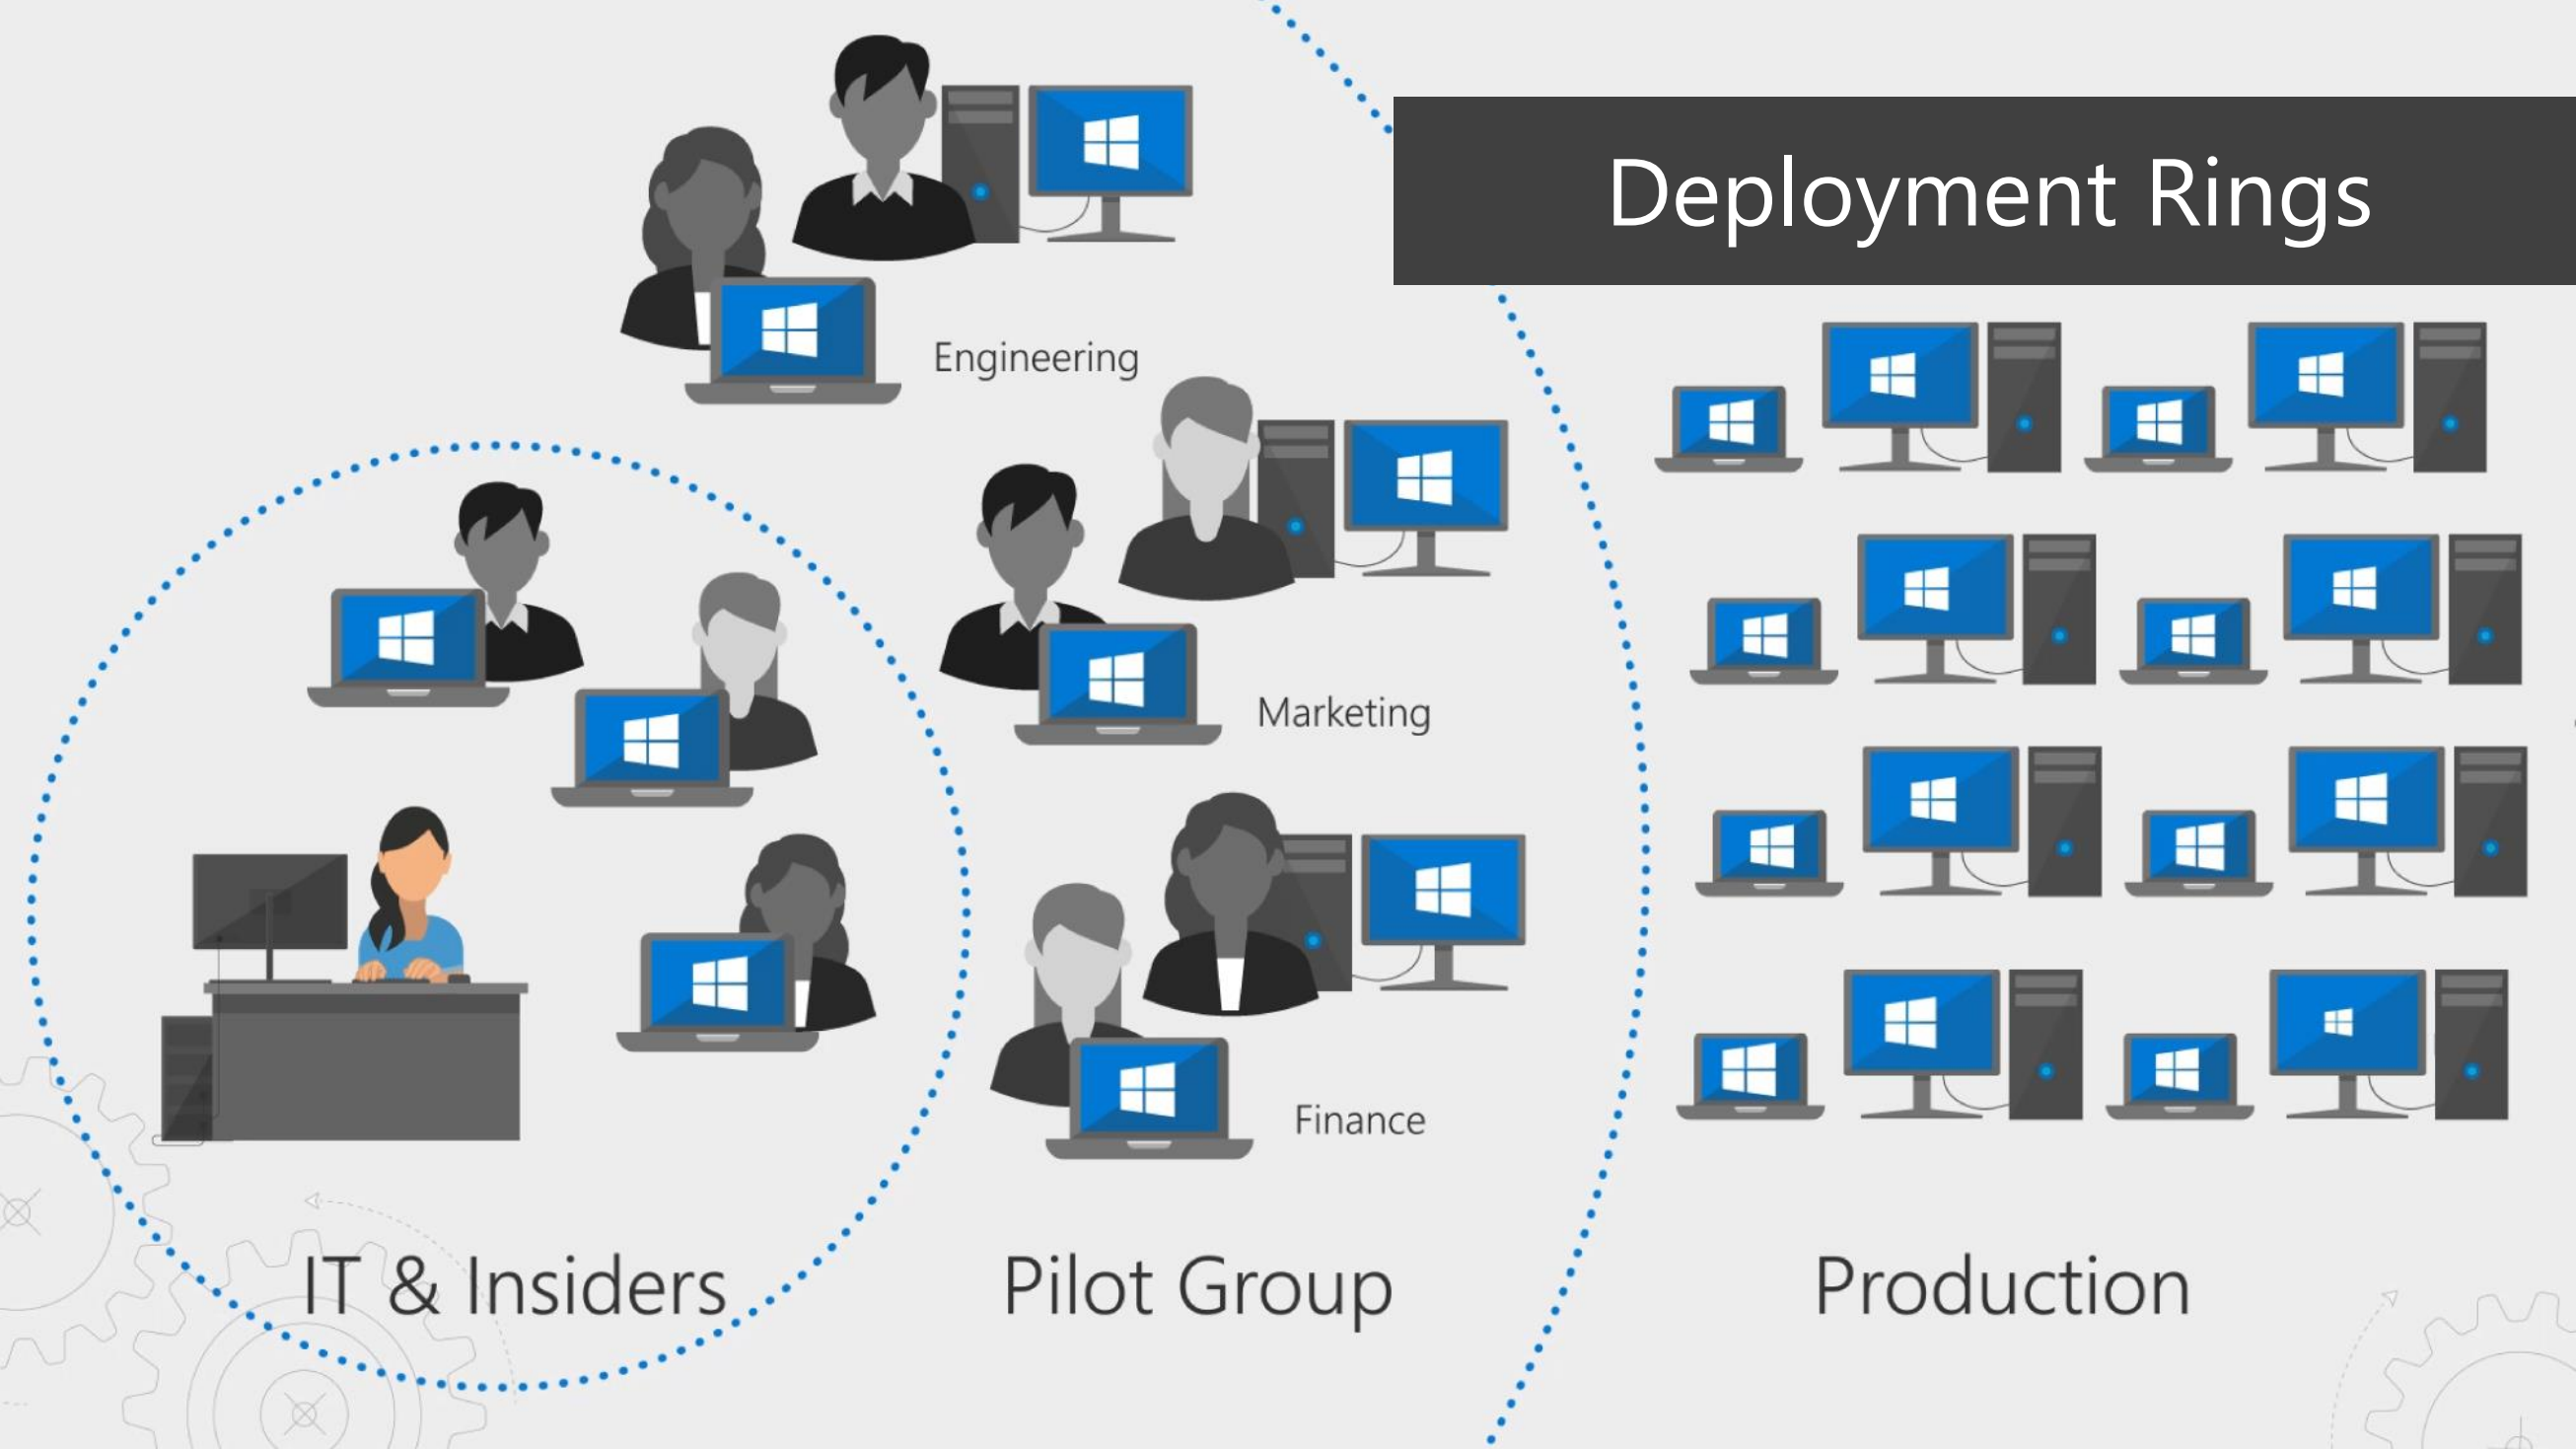 Deployment Rings
Engineering
Marketing
Finance
IT & Insiders
Pilot Group
Production